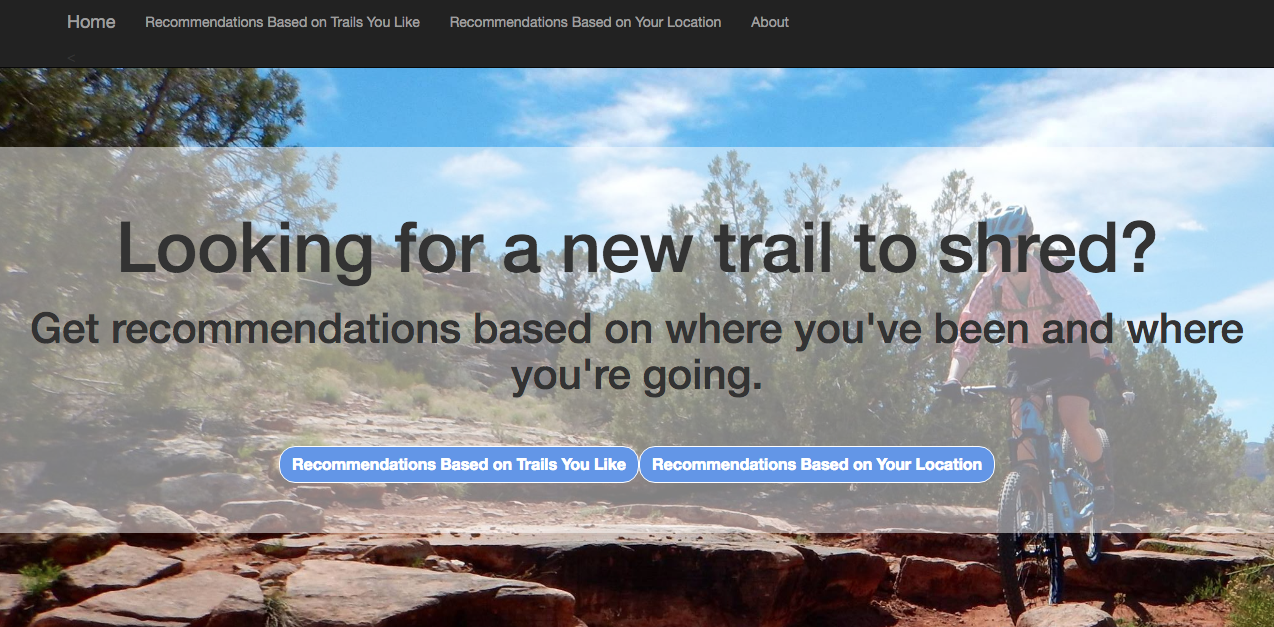 Home Recommendations Based on Trails You Like Recommendations Based on Your Location About
<
Looking for a new trail to shred?
Get recommendations based on where you've been and where
you're going.
Recommendations Based on Trails You Like Recommendations Based on Your Location